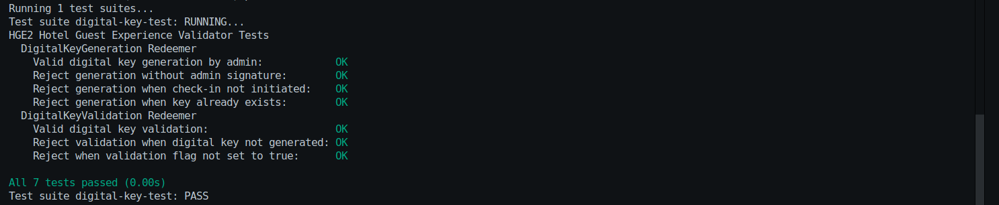 Running 1 test suites...
Test suite digital-key-test: RUNNING...
HGE2 Hotel Guest Experience Validator Tests
DigitalKeyGeneration Redeemer
Valid digital key generation by admin: OK
Reject generation without admin signature: OK
Reject generation when check-in not initiated: OK
Reject generation when key already exists: OK
DigitalKeyValidation Redeemer
Valid digital key validation: OK
Reject validation when digital key not generated: OK
Reject when validation flag not set to true: OK
All 7 tests passed (0.00s)
Test suite digital-key-test: PASS